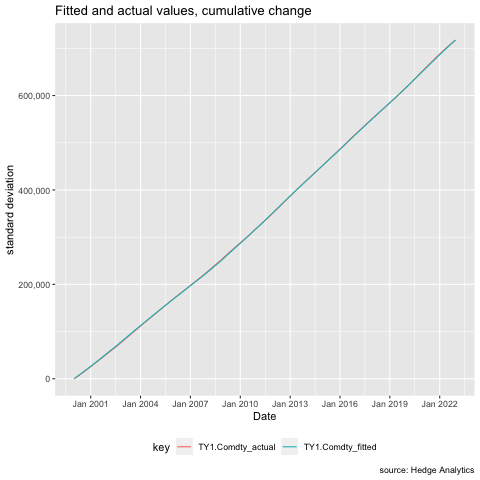 Fitted and actual values, cumulative change
standard deviation
600,000
400,000
200,000
0
Jan 2001 Jan 2004 Jan 2007 Jan 2010 Jan 2013 Jan 2016 Jan 2019 Jan 2022
Date
key TY1.Comdty_actual TY1.Comdty_fitted
source: Hedge Analytics